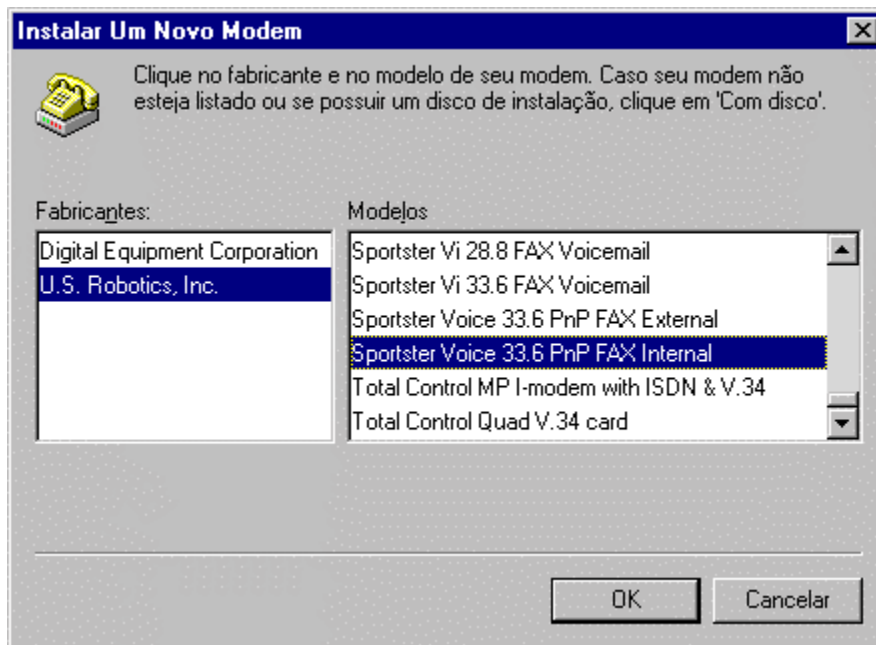 Instalar Um Novo Modem
Clique no fabricante e no modelo de seu modem. Caso seu modem não
esteja listado ou se possuir um disco de instalação, clique em 'Com disco'.
Fabricantes:
Digital Equipment Corporation
U.S. Robotics, Inc.
Modelos
Sportster Vi 28.8 FAX Voicemail
Sportster Vi 33.6 FAX Voicemail
Sportster Voice 33.6 PnP FAX External
Sportster Voice 33.6 PnP FAX Internal
Total Control MP I-modem with ISDN & V.34
Total Control Quad V.34 card
OK
Cancelar